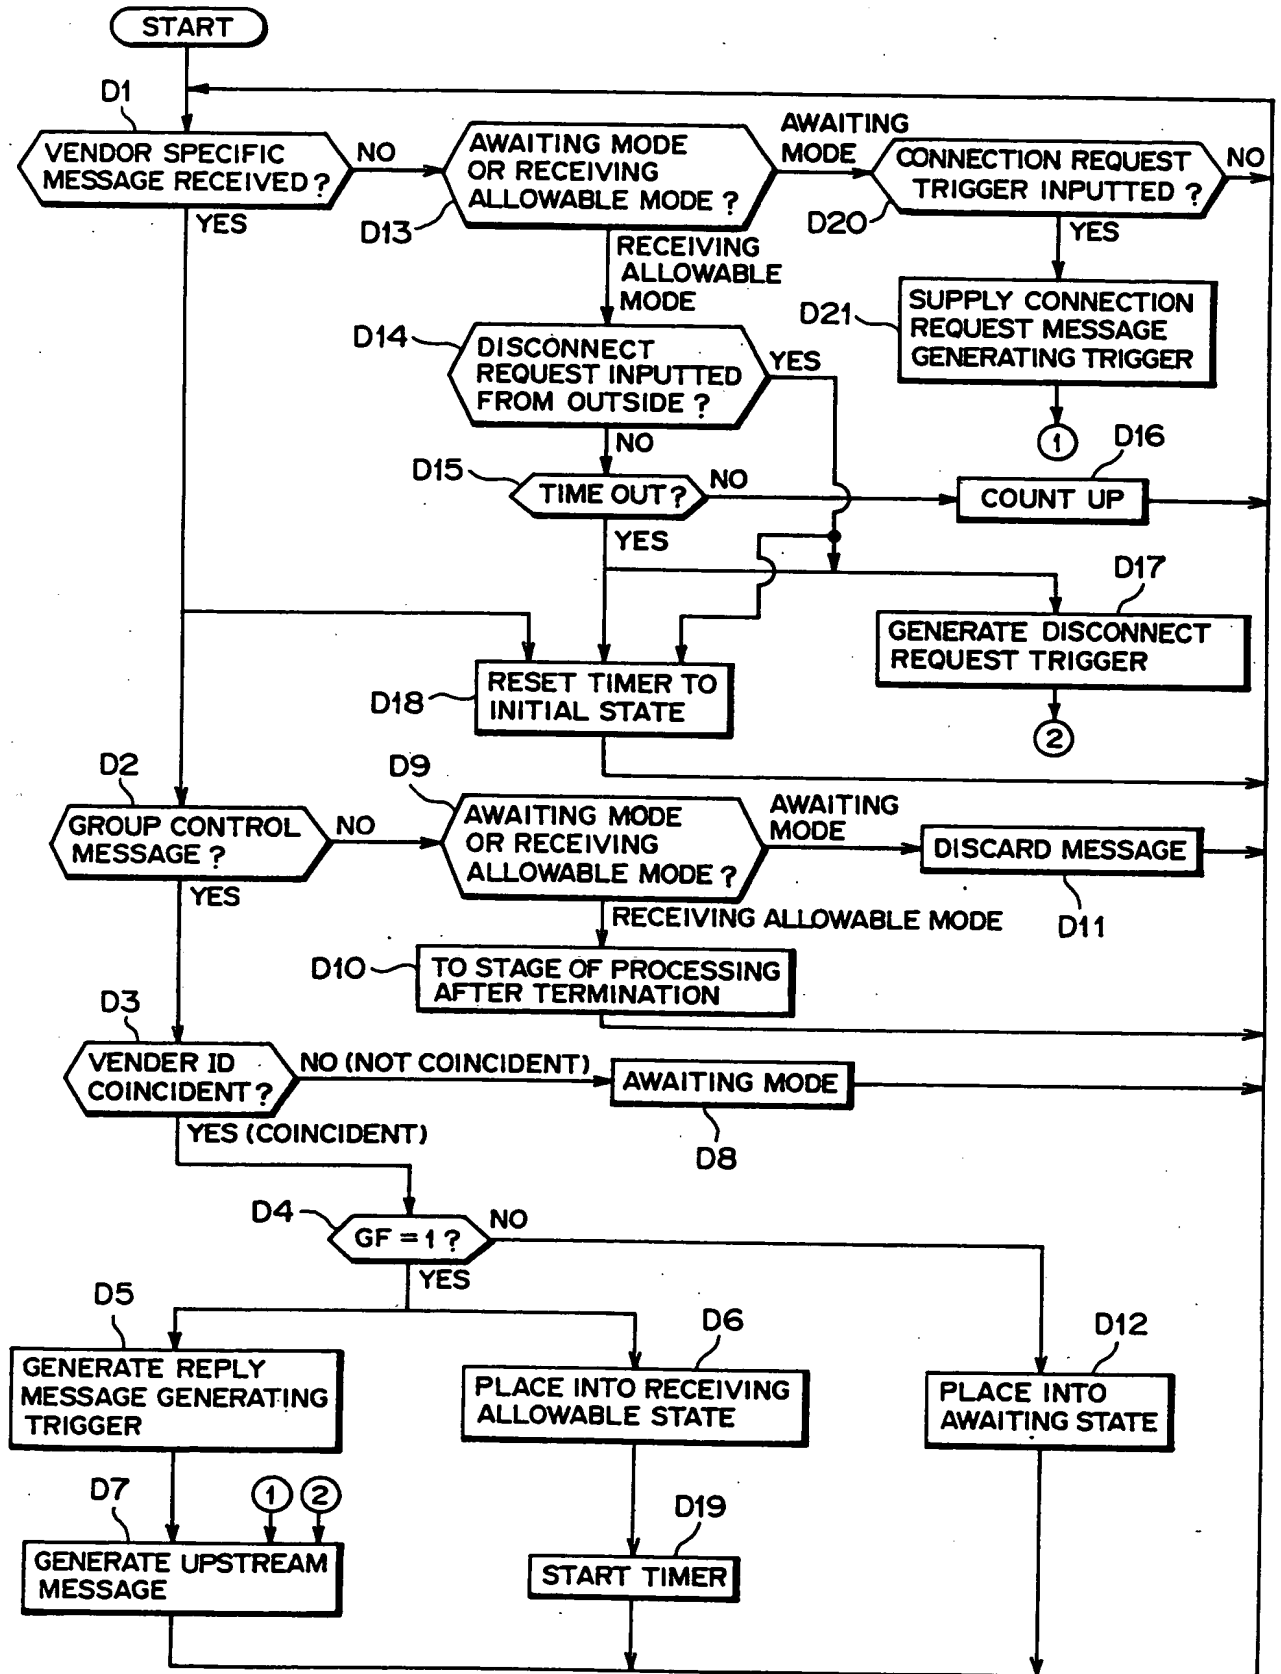 START
D1
VENDOR SPECIFIC
MESSAGE RECEIVED?
NO
YES
AWAITING MODE
OR RECEIVING
ALLOWABLE MODE?
D13
AWAITING
MODE
RECEIVING
ALLOWABLE
MODE
CONNECTION REQUEST
TRIGGER INPUTTED?
D20
NO
YES
D21
SUPPLY CONNECTION
REQUEST MESSAGE
GENERATING TRIGGER
1
D14
DISCONNECT
REQUEST INPUTTED
FROM OUTSIDE?
YES
NO
D15
TIME OUT?
NO
YES
D16
COUNT UP
D17
GENERATE DISCONNECT
REQUEST TRIGGER
2
D18
RESET TIMER TO
INITIAL STATE
D2
GROUP CONTROL
MESSAGE?
NO
YES
D9
AWAITING MODE
OR RECEIVING
ALLOWABLE MODE?
AWAITING
MODE
DISCARD MESSAGE
D11
RECEIVING ALLOWABLE MODE
D10
TO STAGE OF PROCESSING
AFTER TERMINATION
D3
VENDER ID
COINCIDENT?
NO (NOT COINCIDENT)
AWAITING MODE
D8
YES (COINCIDENT)
D4
GF = 1?
NO
YES
D5
GENERATE REPLY
MESSAGE GENERATING
TRIGGER
D6
PLACE INTO RECEIVING
ALLOWABLE STATE
D12
PLACE INTO
AWAITING STATE
D7
1
2
GENERATE UPSTREAM
MESSAGE
D19
START TIMER